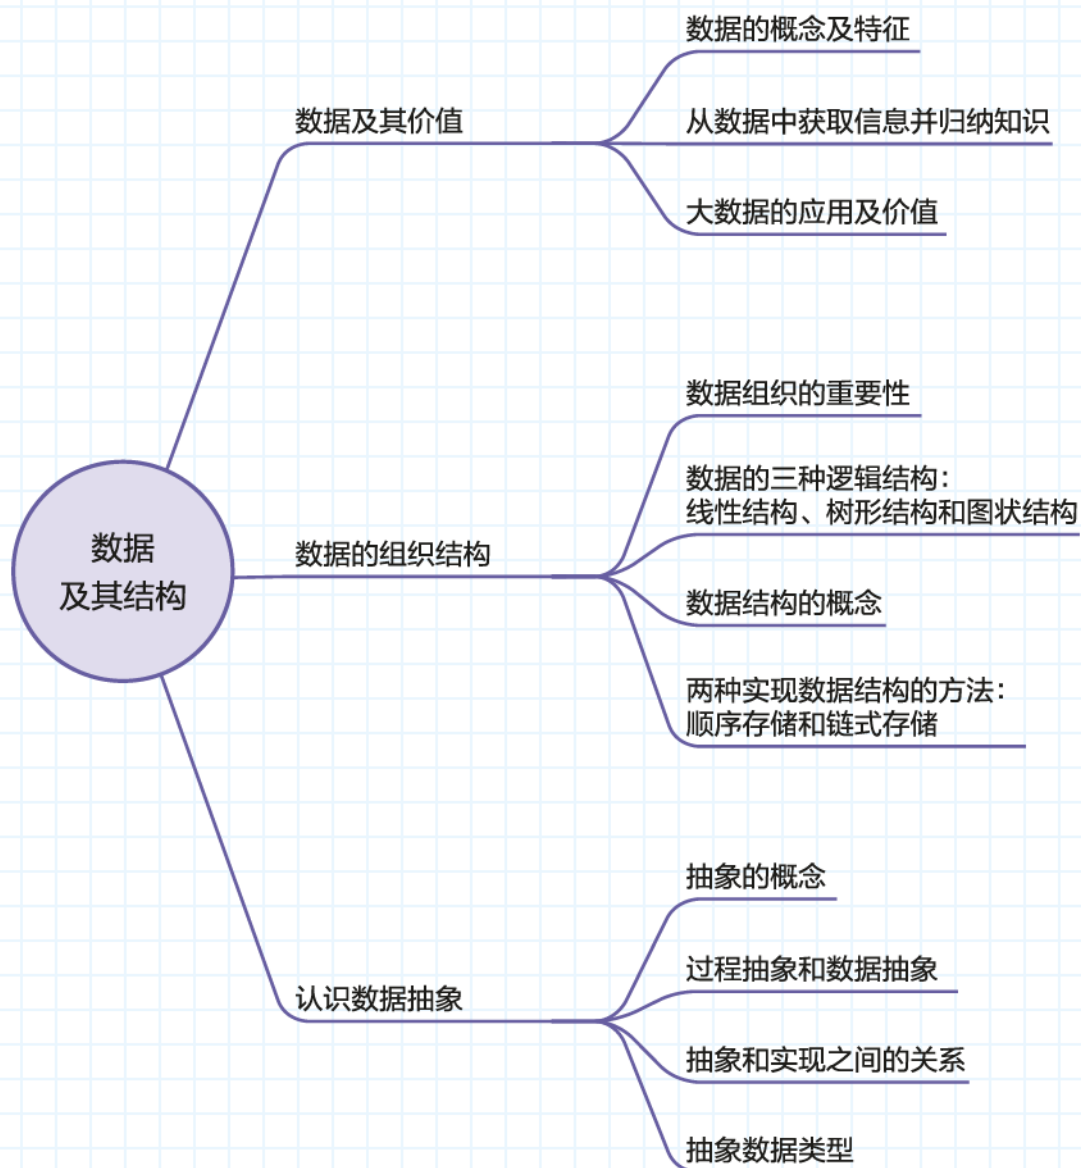 数据
及其结构
数据及其价值
数据的概念及特征
从数据中获取信息并归纳知识
大数据的应用及价值
数据的组织结构
数据组织的重要性
数据的三种逻辑结构：
线性结构、树形结构和图状结构
数据结构的概念
两种实现数据结构的方法：
顺序存储和链式存储
认识数据抽象
抽象的概念
过程抽象和数据抽象
抽象和实现之间的关系
抽象数据类型